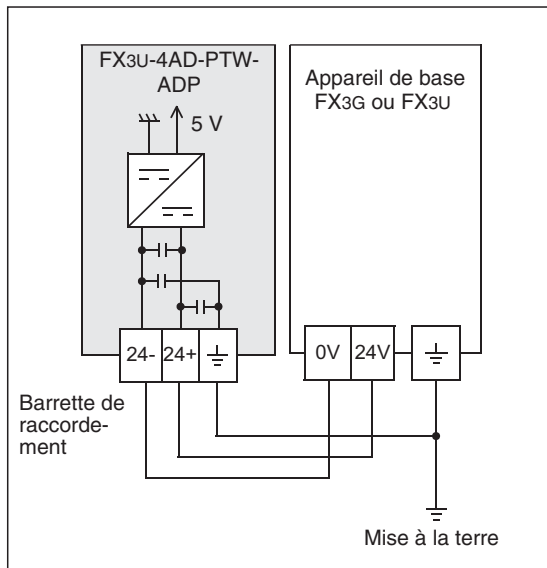 FX3U-4AD-PTW-
ADP
5 V
Appareil de base
FX3G ou FX3U
24-
24+
0V
24V
Barrette de
raccorde-
ment
Mise à la terre